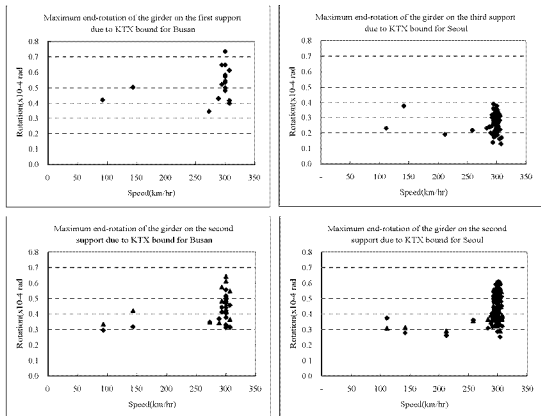 Maximum end-rotation of the girder on the first support
due to KTX bound for Busan
Rotation(x10-4 rad
0.8
0.7
0.6
0.5
0.4
0.3
0.2
0.1
0.0
0 50 100 150 200 250 300 350
Speed(km/hr)
Maximum end-rotation of the girder on the third support
due to KTX bound for Seoul
Rotation(x10-4 rad
0.8
0.7
0.6
0.5
0.4
0.3
0.2
0.1
0.0
- 50 100 150 200 250 300 350
Speed(km/hr)
Maximum end-rotation of the girder on the second
support due to KTX bound for Busan
Rotation(x10-4 rad
0.8
0.7
0.6
0.5
0.4
0.3
0.2
0.1
0.0
0 50 100 150 200 250 300 350
Speed(km/hr)
Maximum end-rotation of the girder on the second
support due to KTX bound for Seoul
Rotation(x10-4 rad
0.8
0.7
0.6
0.5
0.4
0.3
0.2
0.1
0.0
- 50 100 150 200 250 300 350
Speed(km/hr)